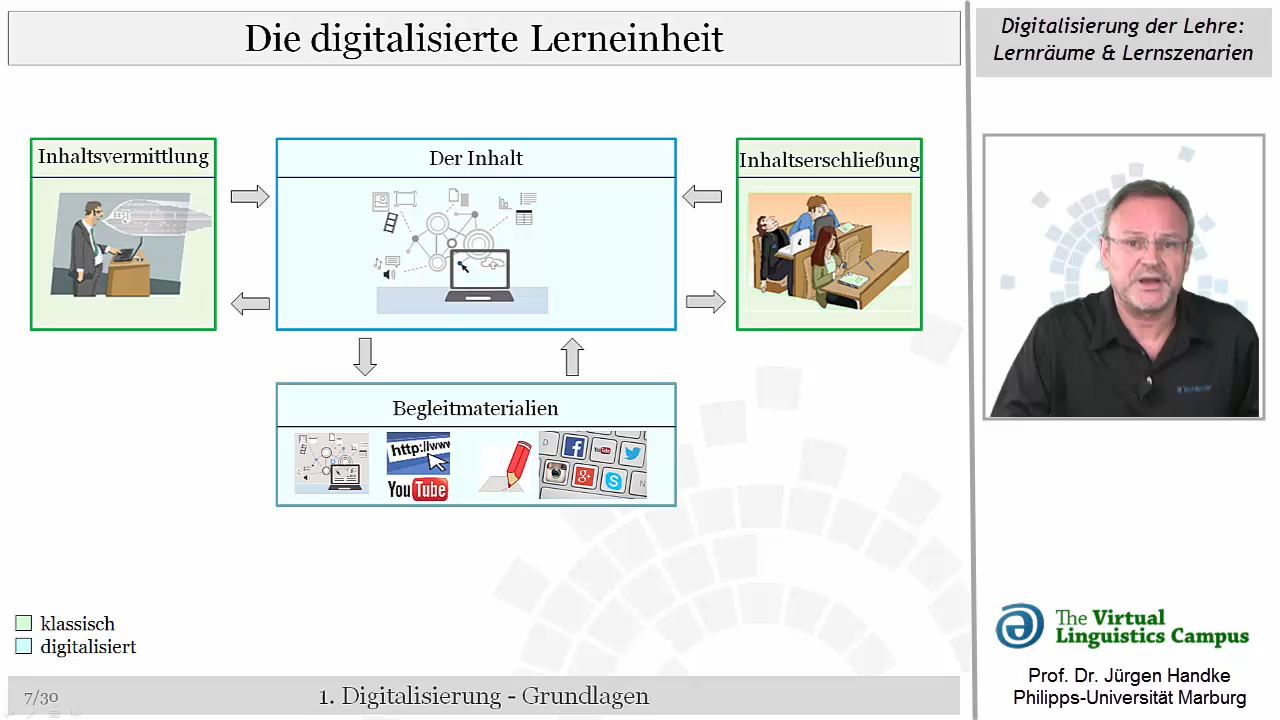 Die digitalisierte Lerneinheit
Digitalisierung der Lehre:
Lernräume & Lernszenarien
Inhaltsvermittlung
Der Inhalt
Inhaltserschließung
Begleitmaterialien
http://www
YouTube
klassisch
digitalisiert
The Virtual
Linguistics Campus
Prof. Dr. Jürgen Handke
Philipps-Universität Marburg
7/30
1. Digitalisierung - Grundlagen